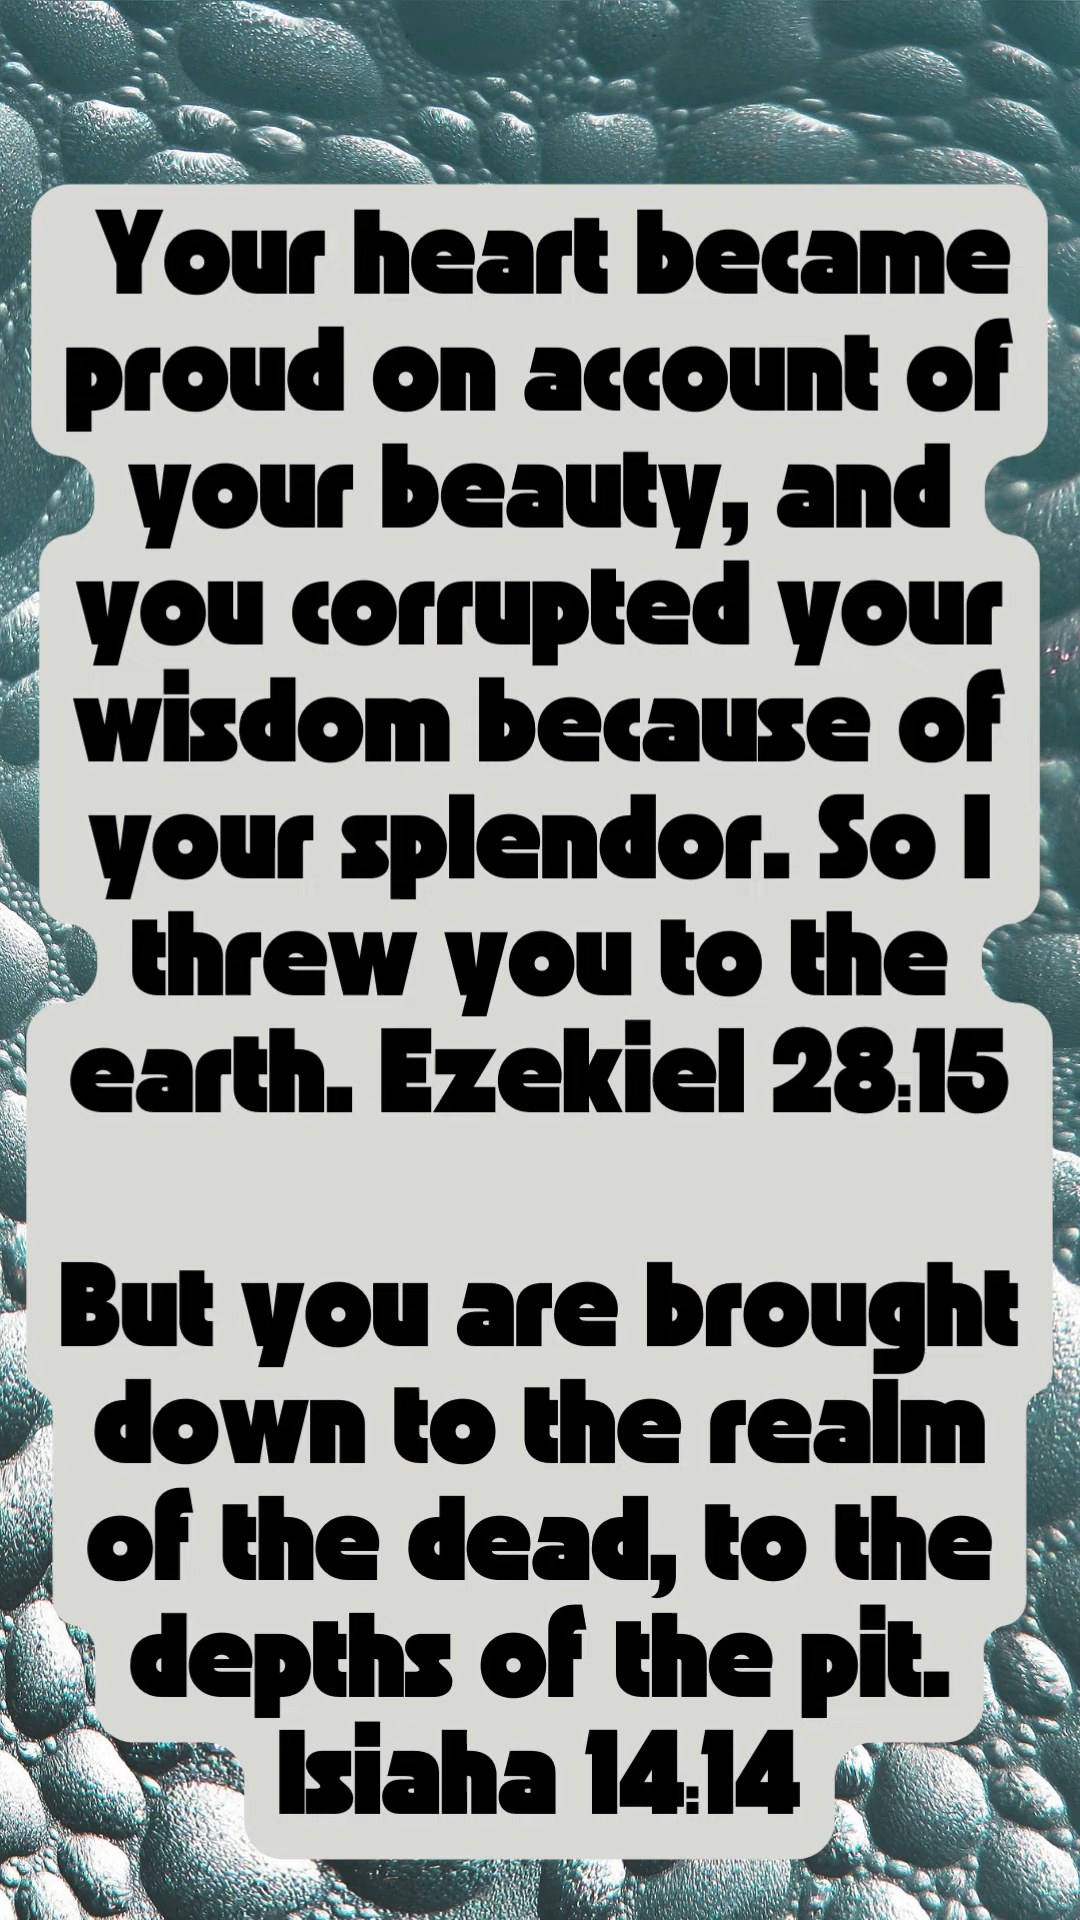 Your heart became
proud on account of
your beauty, and
you corrupted your
wisdom because of
your splendor. So I
threw you to the
earth. Ezekiel 28:15
But you are brought
down to the realm
of the dead, to the
depths of the pit.
Isiaha 14:14